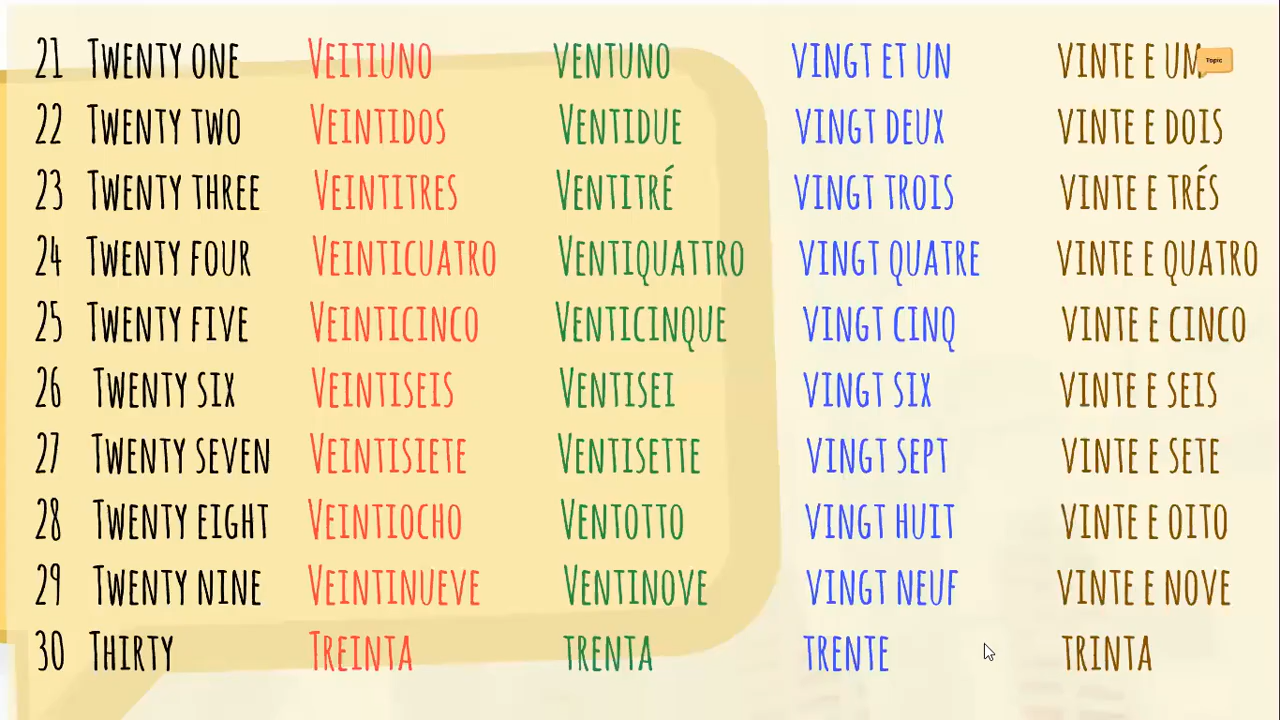 21 Twenty one Veitiuno ventuno vingt et un vinte e um Topic
22 Twenty two Veintidos Ventidue vingt deux vinte e dois
23 Twenty three Veintitres Ventitré vingt trois vinte e trés
24 Twenty four Veinticuatro Ventiquattro vingt quatre vinte e quatro
25 Twenty five Veinticinco Venticinque vingt cinq vinte e cinco
26 Twenty six Veintiseis Ventisei vingt six vinte e seis
27 Twenty seven Veintisiete Ventisette vingt sept vinte e sete
28 Twenty eight Veintiocho Ventotto vingt huit vinte e oito
29 Twenty nine Veintinueve Ventinove vingt neuf vinte e nove
30 Thirty Treinta trenta trente trinta